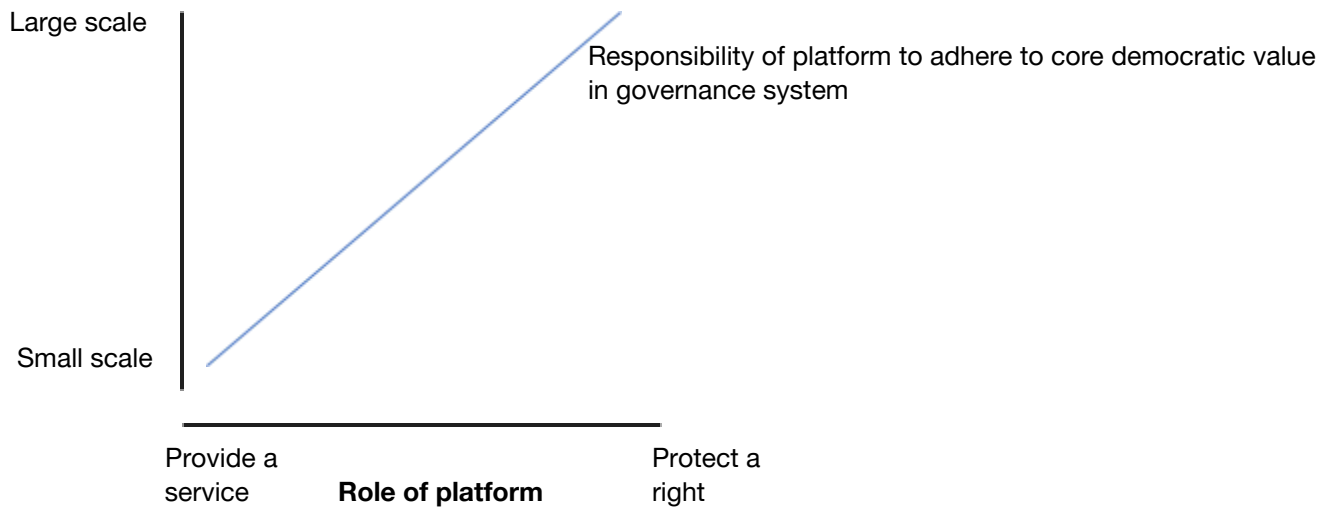 Large scale
Responsibility of platform to adhere to core democratic value
in governance system
Small scale
Provide a
service
Role of platform
Protect a
right